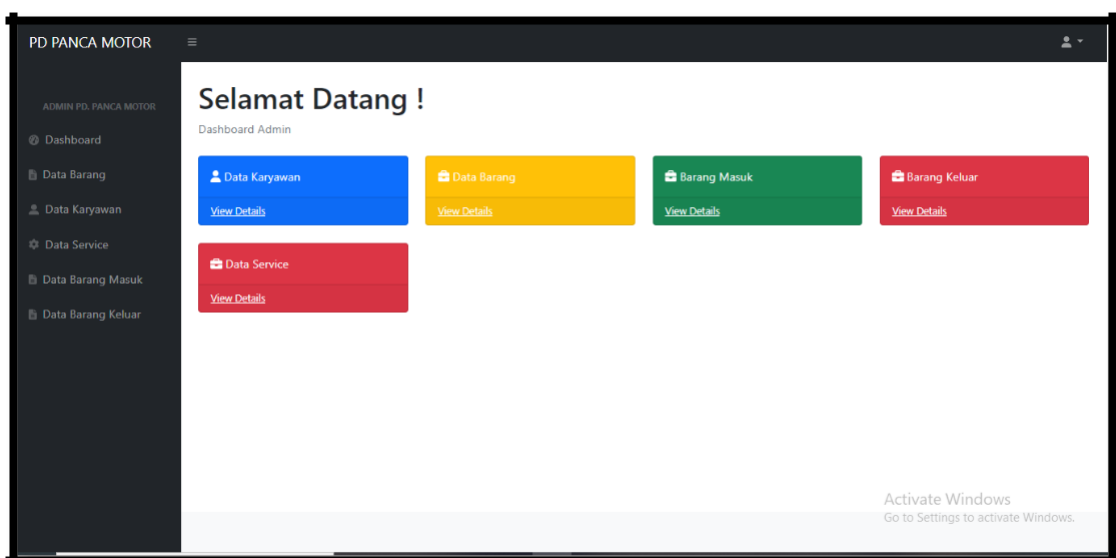 PD PANCA MOTOR
ADMIN PD. PANCA MOTOR
Dashboard
Data Barang
Data Karyawan
Data Service
Data Barang Masuk
Data Barang Keluar
Selamat Datang !
Dashboard Admin
Data Karyawan
View Details
Data Barang
View Details
Barang Masuk
View Details
Barang Keluar
View Details
Data Service
View Details
Activate Windows
Go to Settings to activate Windows.